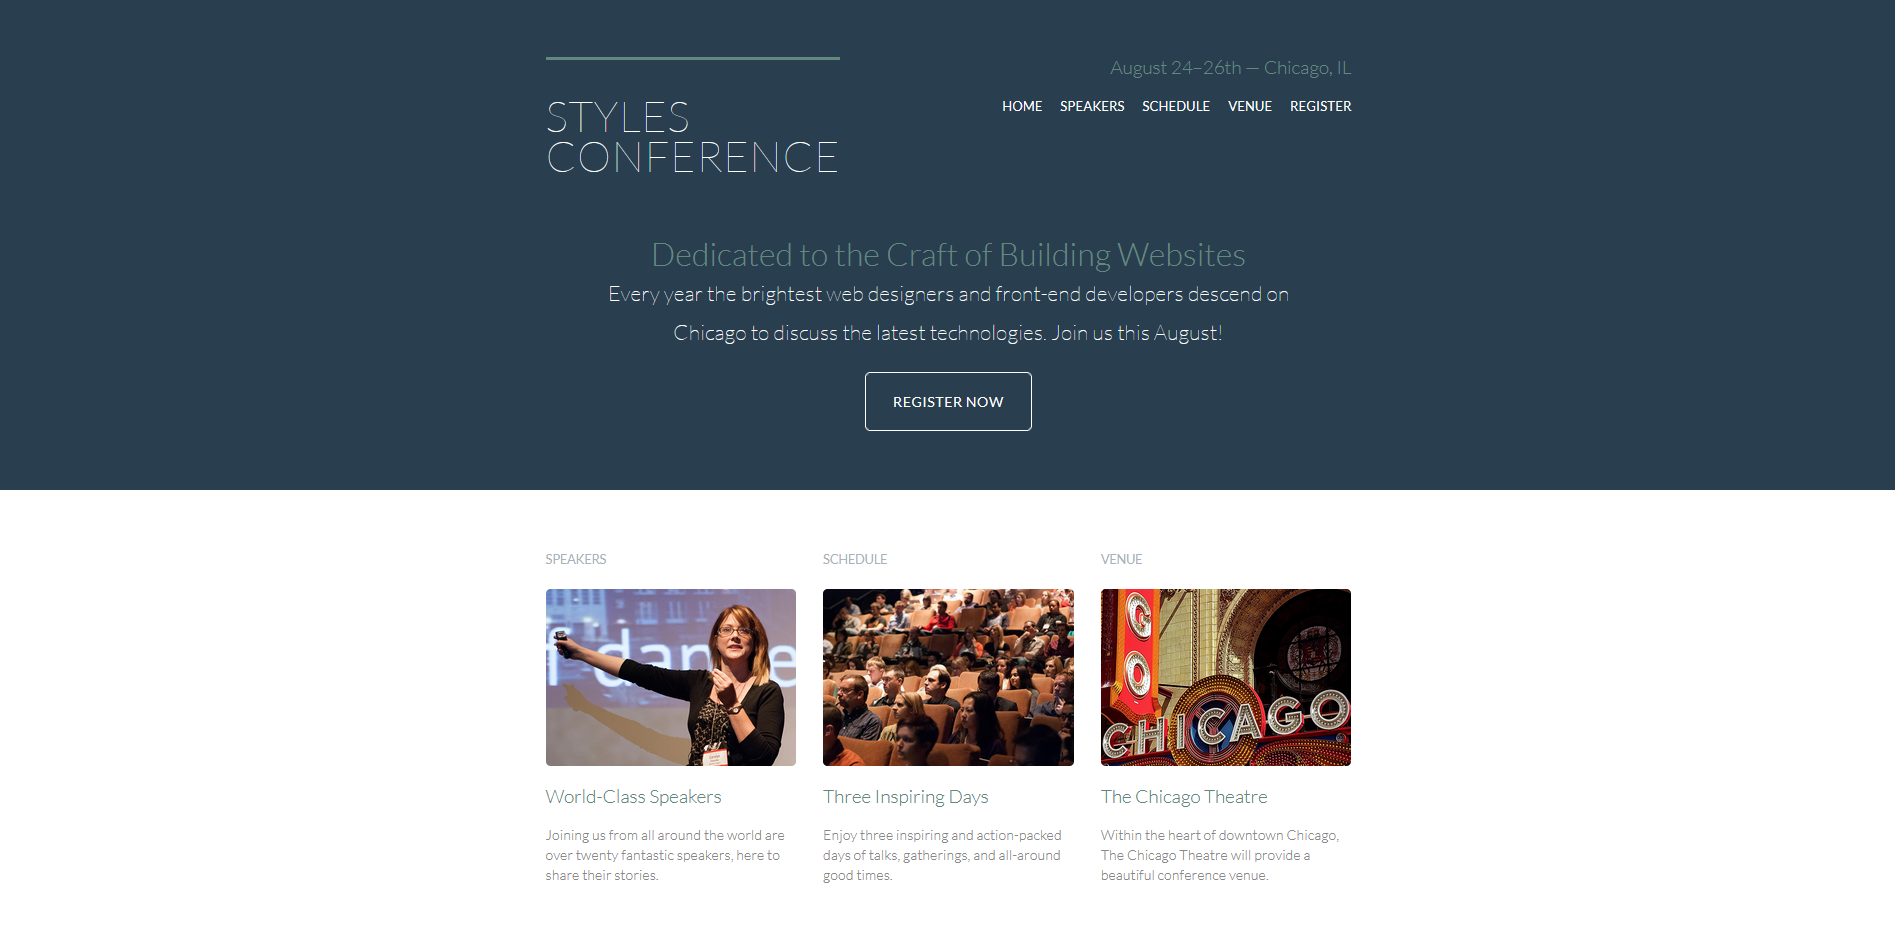 August 24–26th — Chicago, IL
STYLES
CONFERENCE
HOME SPEAKERS SCHEDULE VENUE REGISTER
Dedicated to the Craft of Building Websites
Every year the brightest web designers and front-end developers descend on
Chicago to discuss the latest technologies. Join us this August!
REGISTER NOW
SPEAKERS
f dan e
World-Class Speakers
Joining us from all around the world are
over twenty fantastic speakers, here to
share their stories.
SCHEDULE
Three Inspiring Days
Enjoy three inspiring and action-packed
days of talks, gatherings, and all-around
good times.
VENUE
CO
CHICAGO
The Chicago Theatre
Within the heart of downtown Chicago,
The Chicago Theatre will provide a
beautiful conference venue.